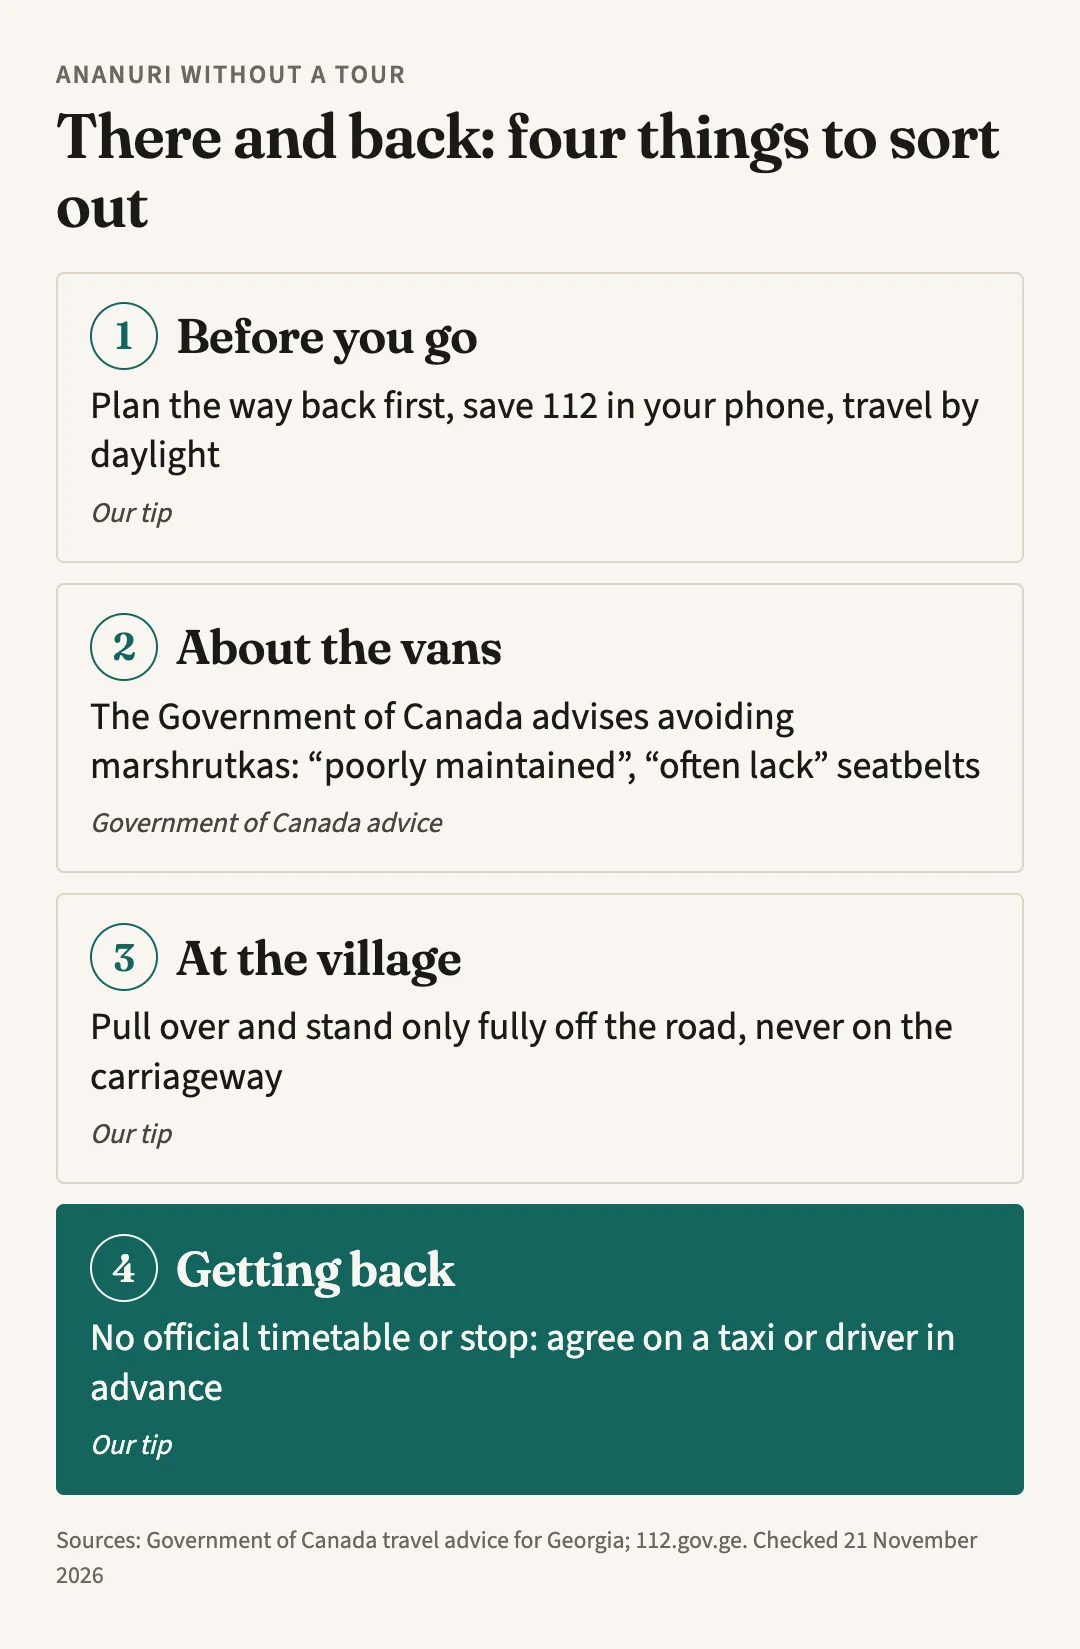 ANANURI WITHOUT A TOUR
There and back: four things to sort
out
1 Before you go
Plan the way back first, save 112 in your phone, travel by
daylight
Our tip
2 About the vans
The Government of Canada advises avoiding
marshrutkas: “poorly maintained”, “often lack” seatbelts
Government of Canada advice
3 At the village
Pull over and stand only fully off the road, never on the
carriageway
Our tip
4 Getting back
No official timetable or stop: agree on a taxi or driver in
advance
Our tip
Sources: Government of Canada travel advice for Georgia; 112.gov.ge. Checked 21 November
2026